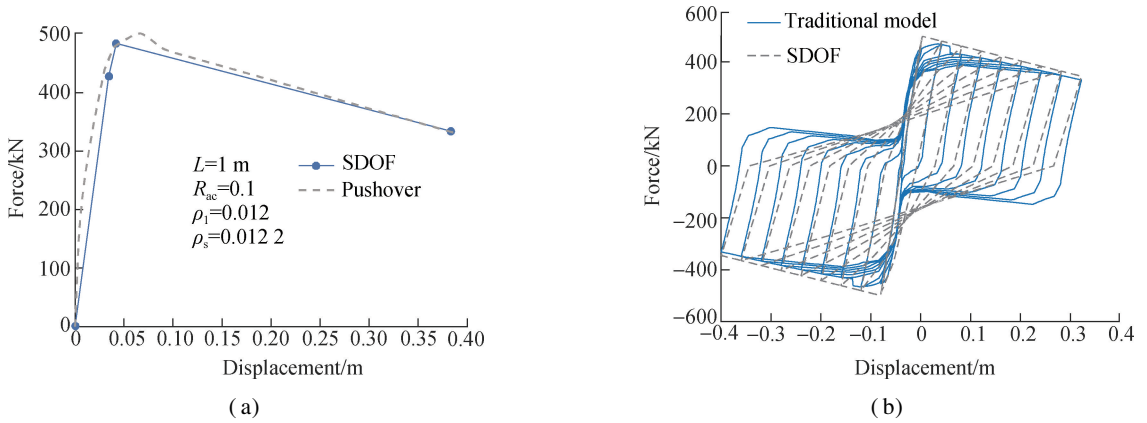 500
400
300
200
100
0
Force/kN
L=1 m
R_ac=0.1
ρ_1=0.012
ρ_s=0.012 2
SDOF
Pushover
0 0.05 0.10 0.15 0.20 0.25 0.30 0.35 0.40
Displacement/m
(a)
600
400
200
0
−200
−400
−600
Force/kN
Traditional model
SDOF
−0.4 −0.3 −0.2 −0.1 0 0.1 0.2 0.3 0.4
Displacement/m
(b)